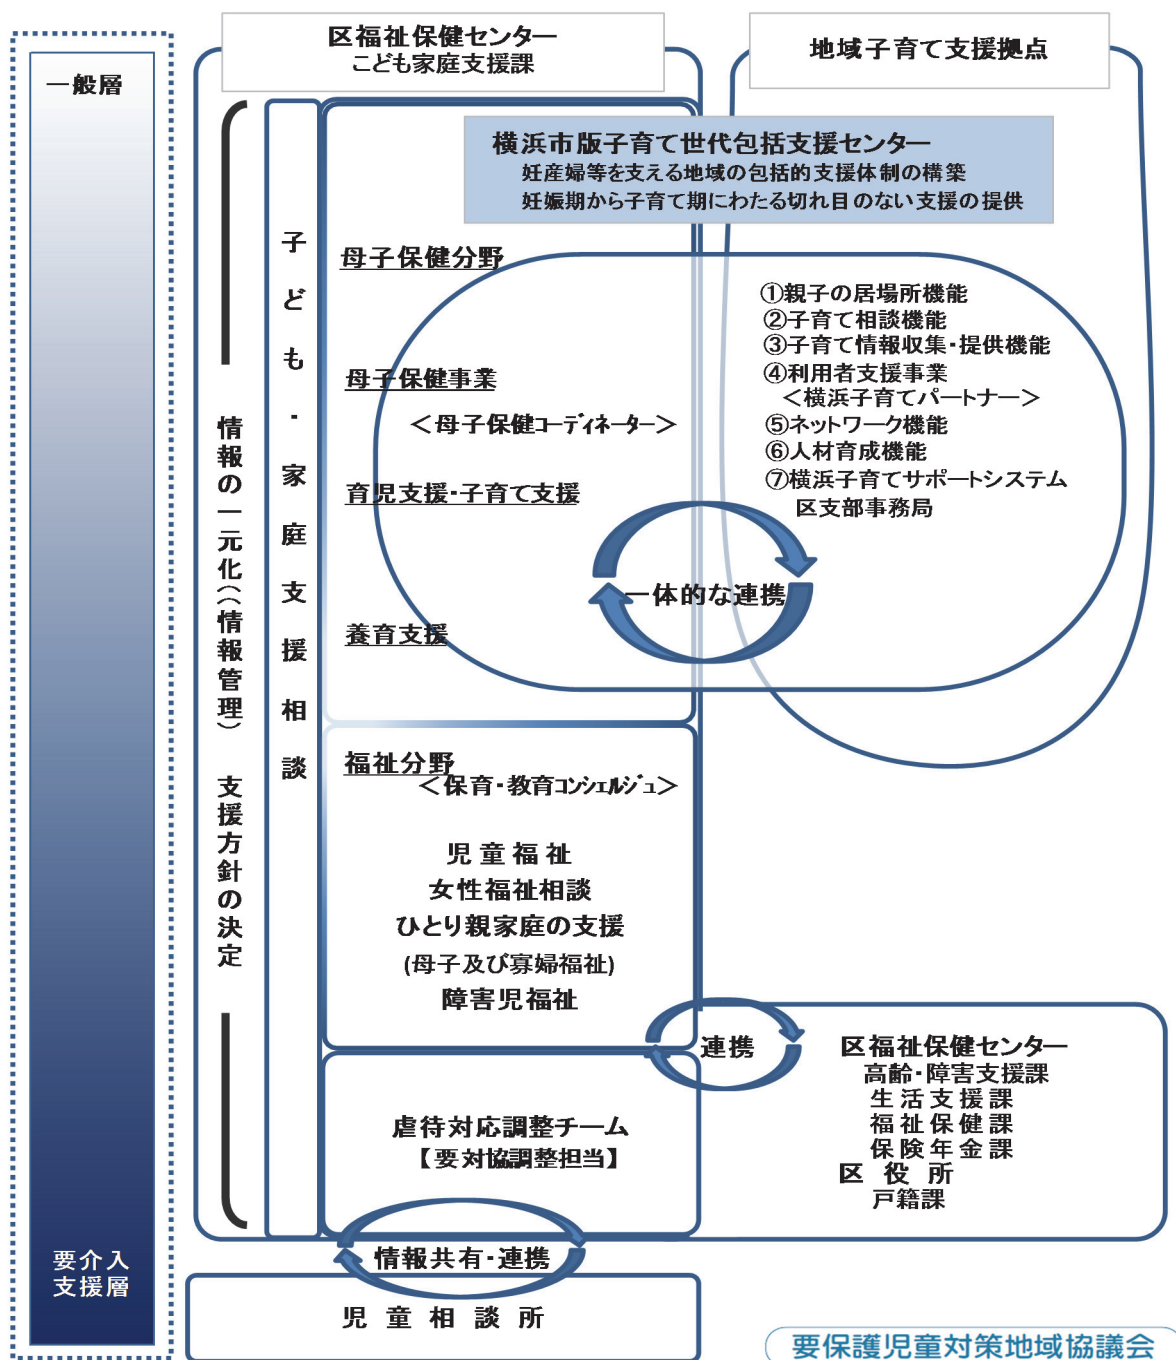 区福祉保健センター
こども家庭支援課
地域子育て支援拠点
一般層
横浜市版子育て世代包括支援センター
妊産婦等を支える地域の包括的支援体制の構築
妊娠期から子育て期にわたる切れ目のない支援の提供
情報の一元化(（情報管理） 支援方針の決定
子ども・家庭支援相談
母子保健分野
母子保健事業
＜母子保健コーディネーター＞
育児支援・子育て支援
養育支援
①親子の居場所機能
②子育て相談機能
③子育て情報収集・提供機能
④利用者支援事業
＜横浜子育てパートナー＞
⑤ネットワーク機能
⑥人材育成機能
⑦横浜子育てサポートシステム
区支部事務局
一体的な連携
福祉分野
＜保育・教育コンシェルジュ＞
児童福祉
女性福祉相談
ひとり親家庭の支援
(母子及び寡婦福祉)
障害児福祉
連携
区福祉保健センター
高齢・障害支援課
生活支援課
福祉保健課
保険年金課
区役所
戸籍課
虐待対応調整チーム
【要対協調整担当】
情報共有・連携
児童相談所
要介入
支援層
要保護児童対策地域協議会